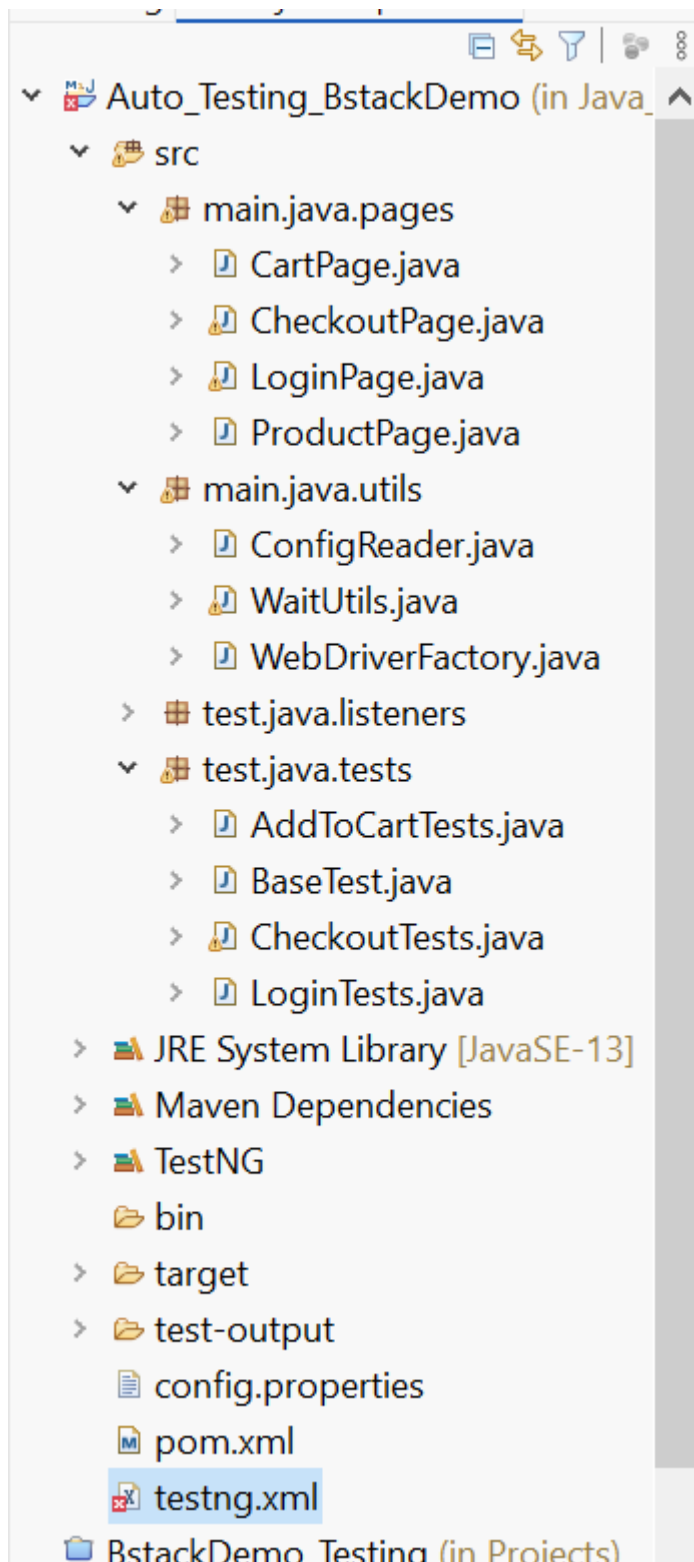 Auto_Testing_BstackDemo (in Java_
src
main.java.pages
CartPage.java
CheckoutPage.java
LoginPage.java
ProductPage.java
main.java.utils
ConfigReader.java
WaitUtils.java
WebDriverFactory.java
test.java.listeners
test.java.tests
AddToCartTests.java
BaseTest.java
CheckoutTests.java
LoginTests.java
JRE System Library [JavaSE-13]
Maven Dependencies
TestNG
bin
target
test-output
config.properties
pom.xml
testng.xml
BstackDemo_Testing (in Projects)